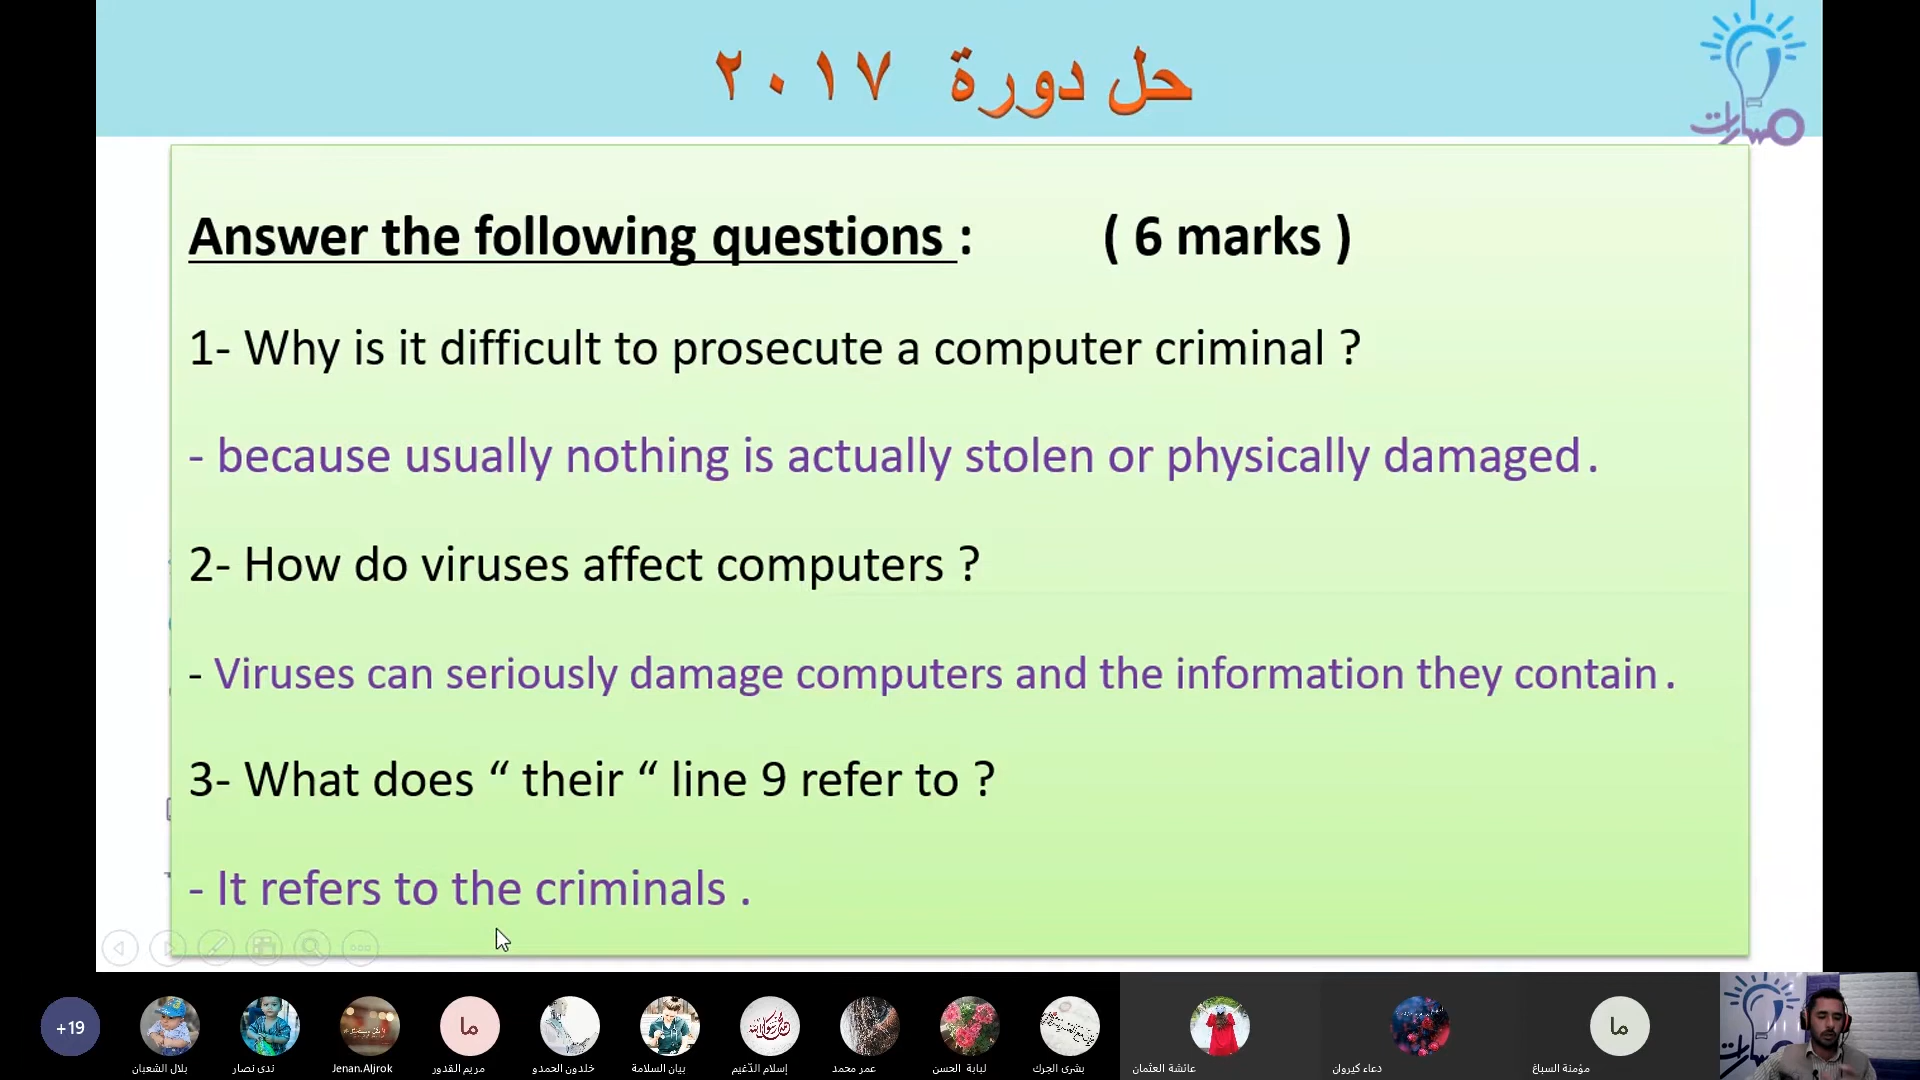 حل دورة ٢٠١٧
مهارات
Answer the following questions : ( 6 marks )
1- Why is it difficult to prosecute a computer criminal ?
- because usually nothing is actually stolen or physically damaged.
2- How do viruses affect computers ?
- Viruses can seriously damage computers and the information they contain.
3- What does “ their “ line 9 refer to ?
- It refers to the criminals .
+19
ما
ما
بلال الشعبان
ندى نصار
Jenan.Aljrok
مريم القدور
خلدون الحمدو
بيان السلامة
إسلام الدّغيم
عمر محمد
لبابة الحسن
بشرى الجرك
عائشة العثمان
دعاء كيروان
مؤمنة السباغ